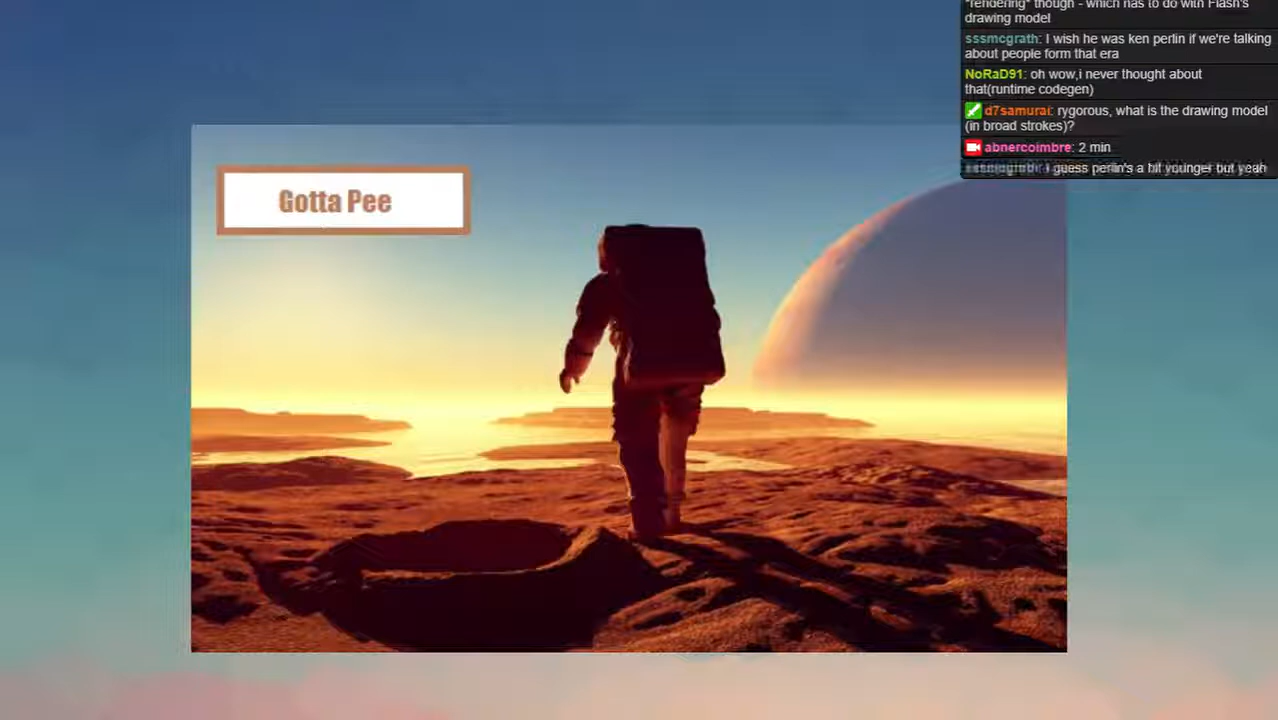 "rendering" though - which has to do with Flash's
drawing model
sssmcgrath: I wish he was ken perlin if we're talking
about people form that era
NoRaD91: oh wow,i never thought about
that(runtime codegen)
d7samurai: rygorous, what is the drawing model
(in broad strokes)?
abnercoimbre: 2 min
sssmcgrath: I guess perlin's a bit younger but yeah
Gotta Pee